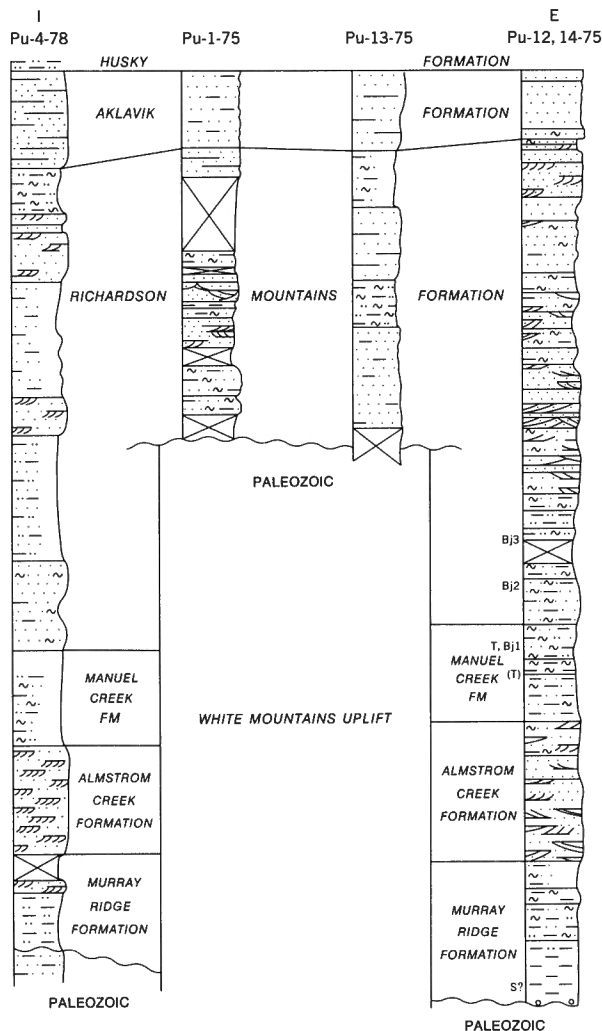 I
E
Pu-4-78
Pu-1-75
Pu-13-75
Pu-12, 14-75
HUSKY
FORMATION
AKLAVIK
FORMATION
RICHARDSON
MOUNTAINS
FORMATION
PALEOZOIC
Bj3
Bj2
T, Bj1
MANUEL
CREEK
FM
(T)
MANUEL
CREEK
FM
WHITE MOUNTAINS UPLIFT
ALMSTROM
CREEK
FORMATION
ALMSTROM
CREEK
FORMATION
MURRAY
RIDGE
FORMATION
MURRAY
RIDGE
FORMATION
S?
PALEOZOIC
PALEOZOIC